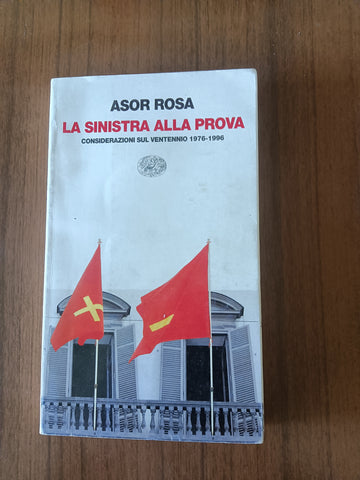 ASOR ROSA
LA SINISTRA ALLA PROVA
CONSIDERAZIONI SUL VENTENNIO 1976-1996